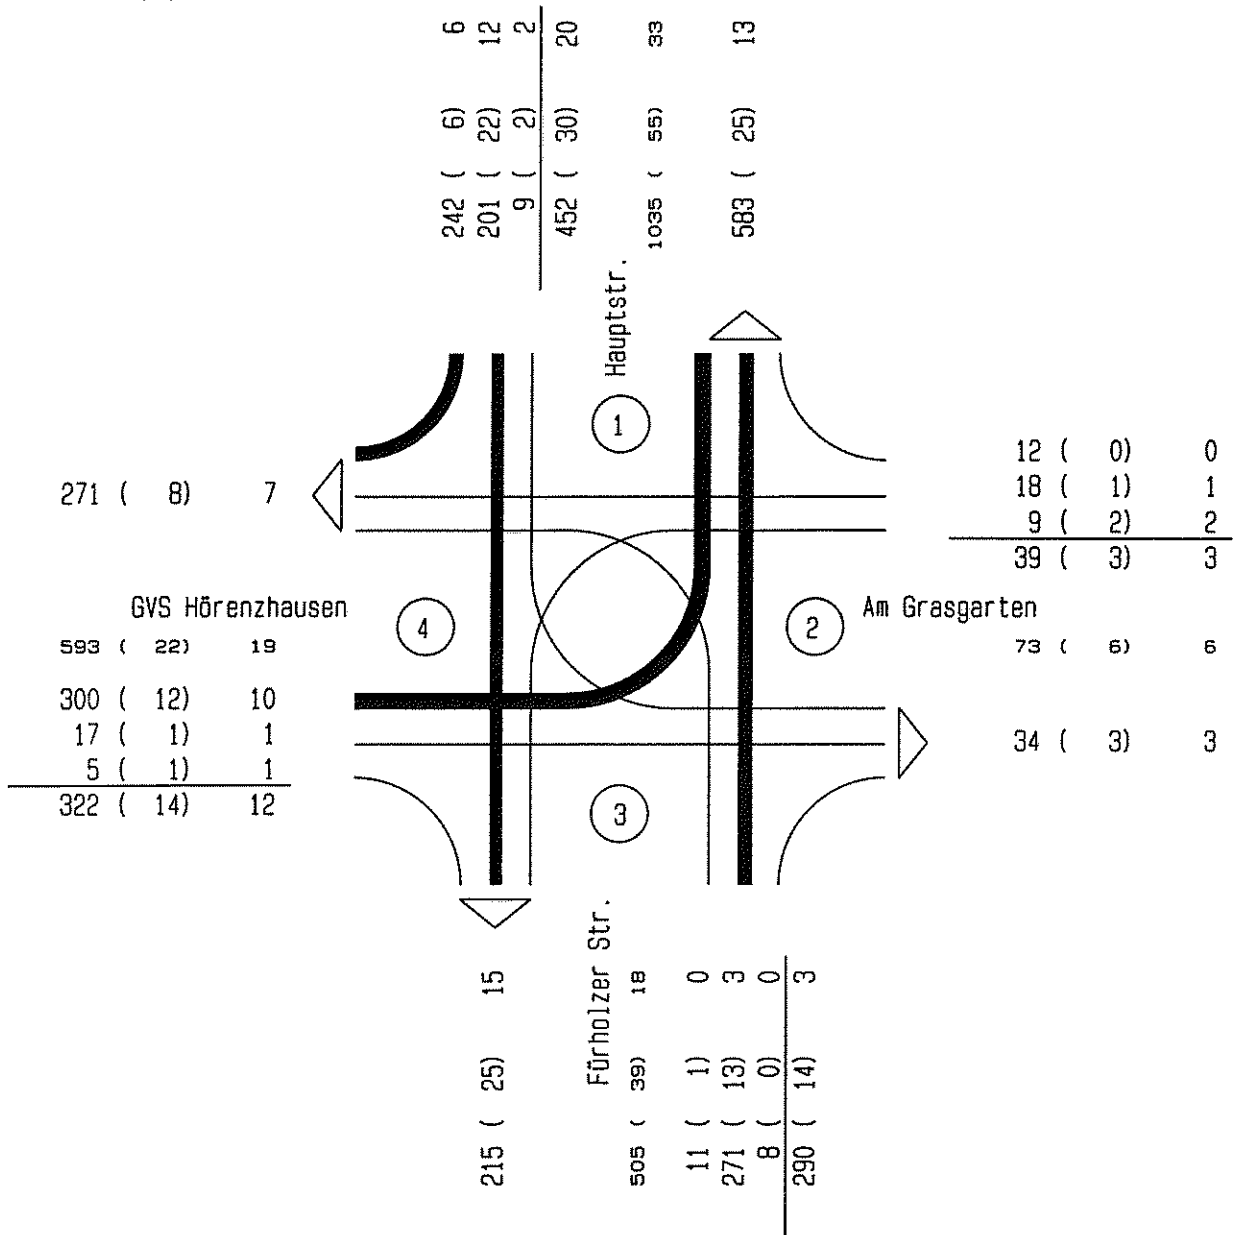 242 ( 6) 6
201 ( 22) 12
9 ( 2) 2
452 ( 30) 20
1035 ( 55) 33
583 ( 25) 13
Hauptstr.
1
271 ( 8) 7
12 ( 0) 0
18 ( 1) 1
9 ( 2) 2
39 ( 3) 3
GVS Hörenzhausen
4
593 ( 22) 19
300 ( 12) 10
17 ( 1) 1
5 ( 1) 1
322 ( 14) 12
2
Am Grasgarten
73 ( 6) 6
34 ( 3) 3
3
Fürholzer Str.
215 ( 25) 15
505 ( 39) 18
11 ( 1) 0
271 ( 13) 3
8 ( 0) 0
290 ( 14) 3